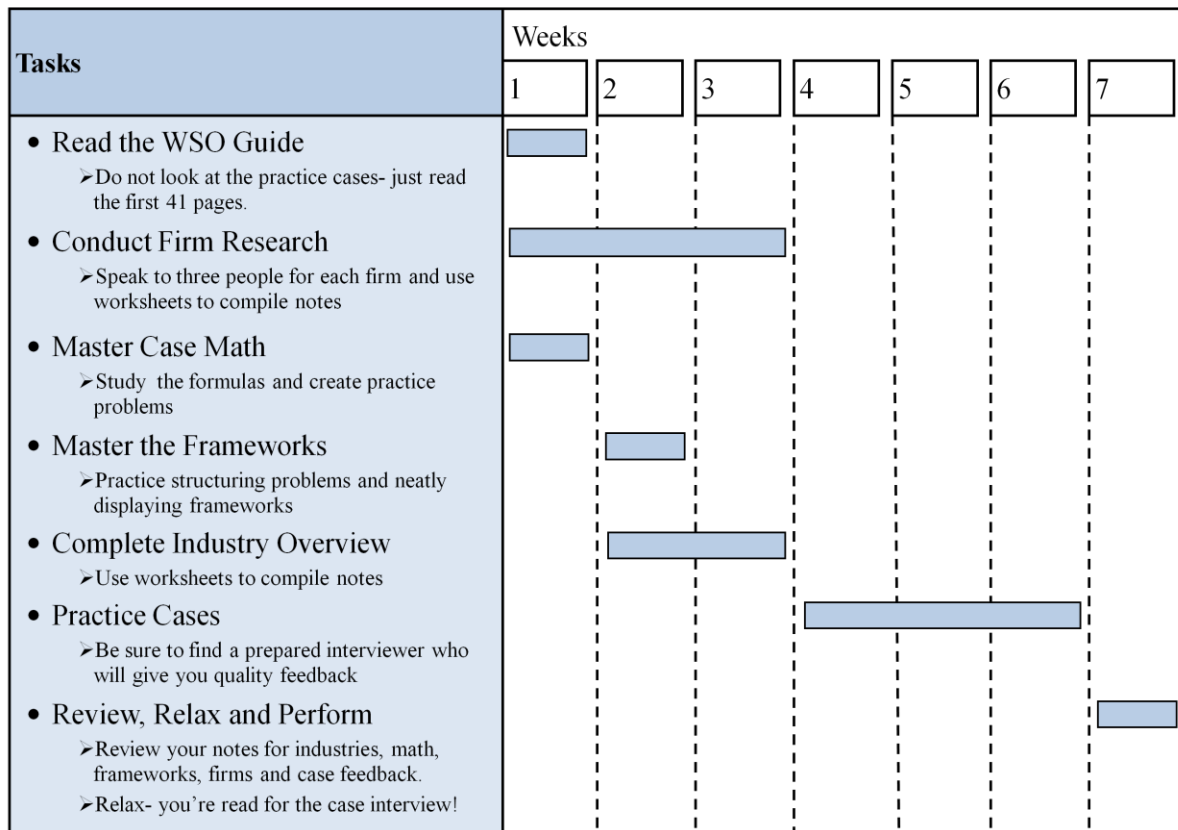 Tasks
Weeks
1 2 3 4 5 6 7
• Read the WSO Guide
➢Do not look at the practice cases- just read
the first 41 pages.
• Conduct Firm Research
➢Speak to three people for each firm and use
worksheets to compile notes
• Master Case Math
➢Study the formulas and create practice
problems
• Master the Frameworks
➢Practice structuring problems and neatly
displaying frameworks
• Complete Industry Overview
➢Use worksheets to compile notes
• Practice Cases
➢Be sure to find a prepared interviewer who
will give you quality feedback
• Review, Relax and Perform
➢Review your notes for industries, math,
frameworks, firms and case feedback.
➢Relax- you’re read for the case interview!